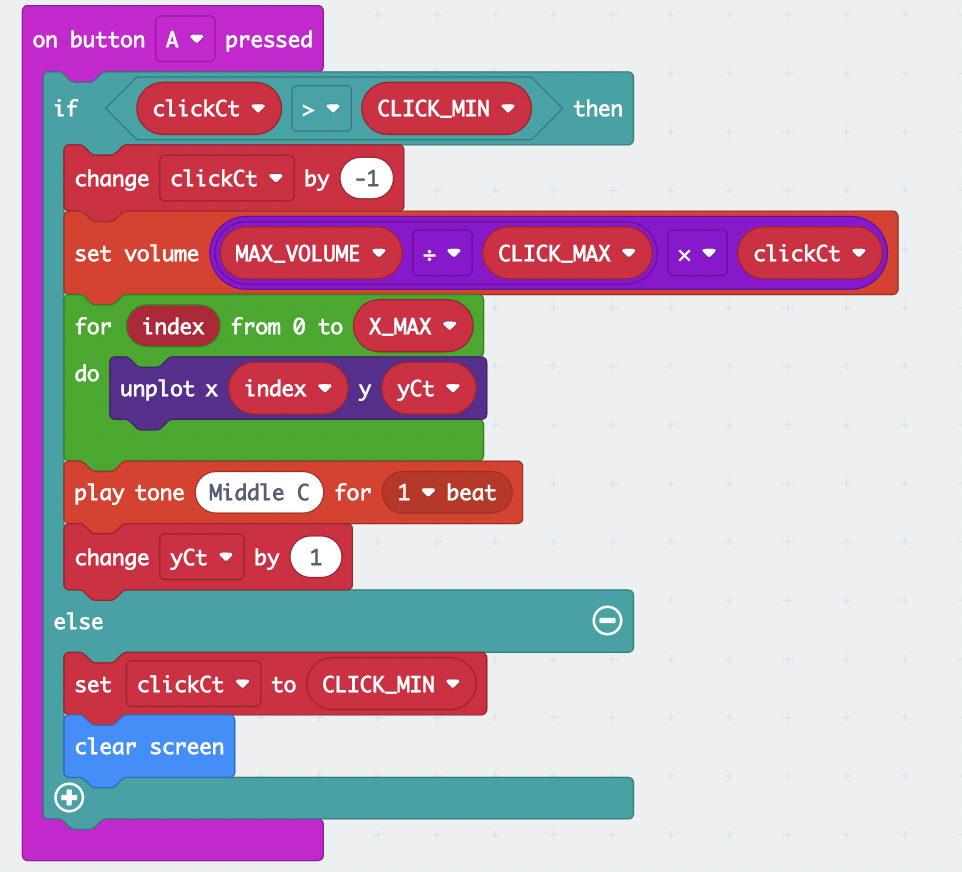 on button A pressed
if clickCt > CLICK_MIN then
change clickCt by -1
set volume MAX_VOLUME ÷ CLICK_MAX × clickCt
for index from 0 to X_MAX
do unplot x index y yCt
play tone Middle C for 1 beat
change yCt by 1
else
set clickCt to CLICK_MIN
clear screen